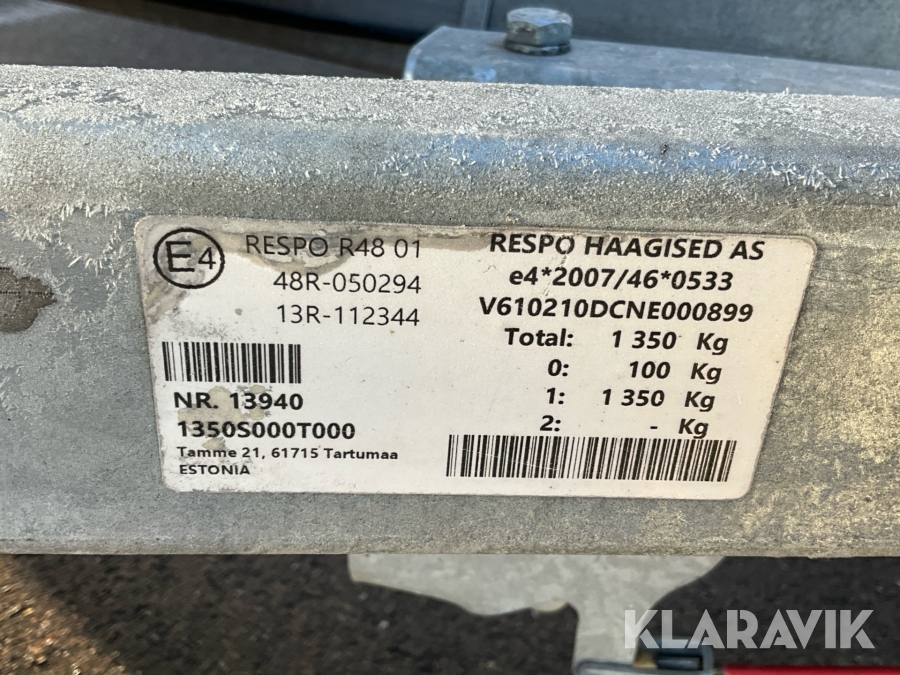 E4
RESPO R48 01
48R-050294
13R-112344
NR. 13940
1350S000T000
Tamme 21, 61715 Tartumaa
ESTONIA
RESPO HAAGISED AS
e4*2007/46*0533
V610210DCNE000899
Total: 1 350 Kg
0: 100 Kg
1: 1 350 Kg
2: - Kg
KLARAVIK